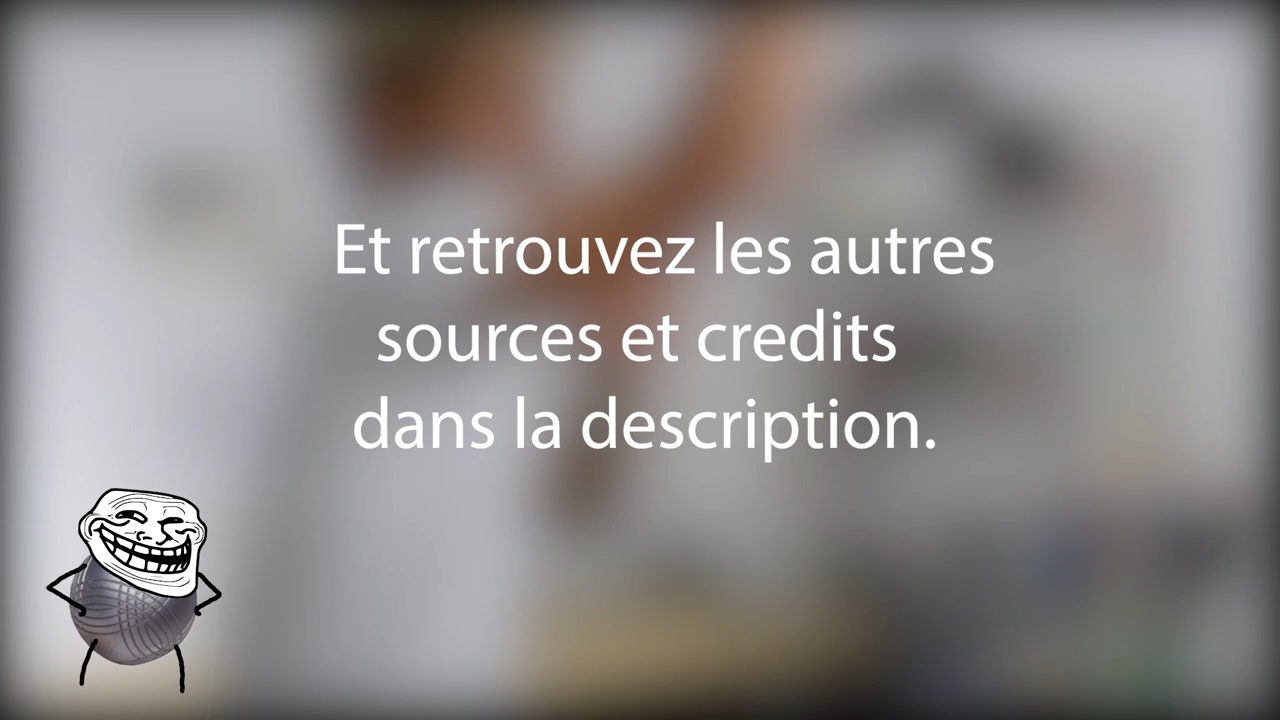 Et retrouvez les autres
sources et credits
dans la description.